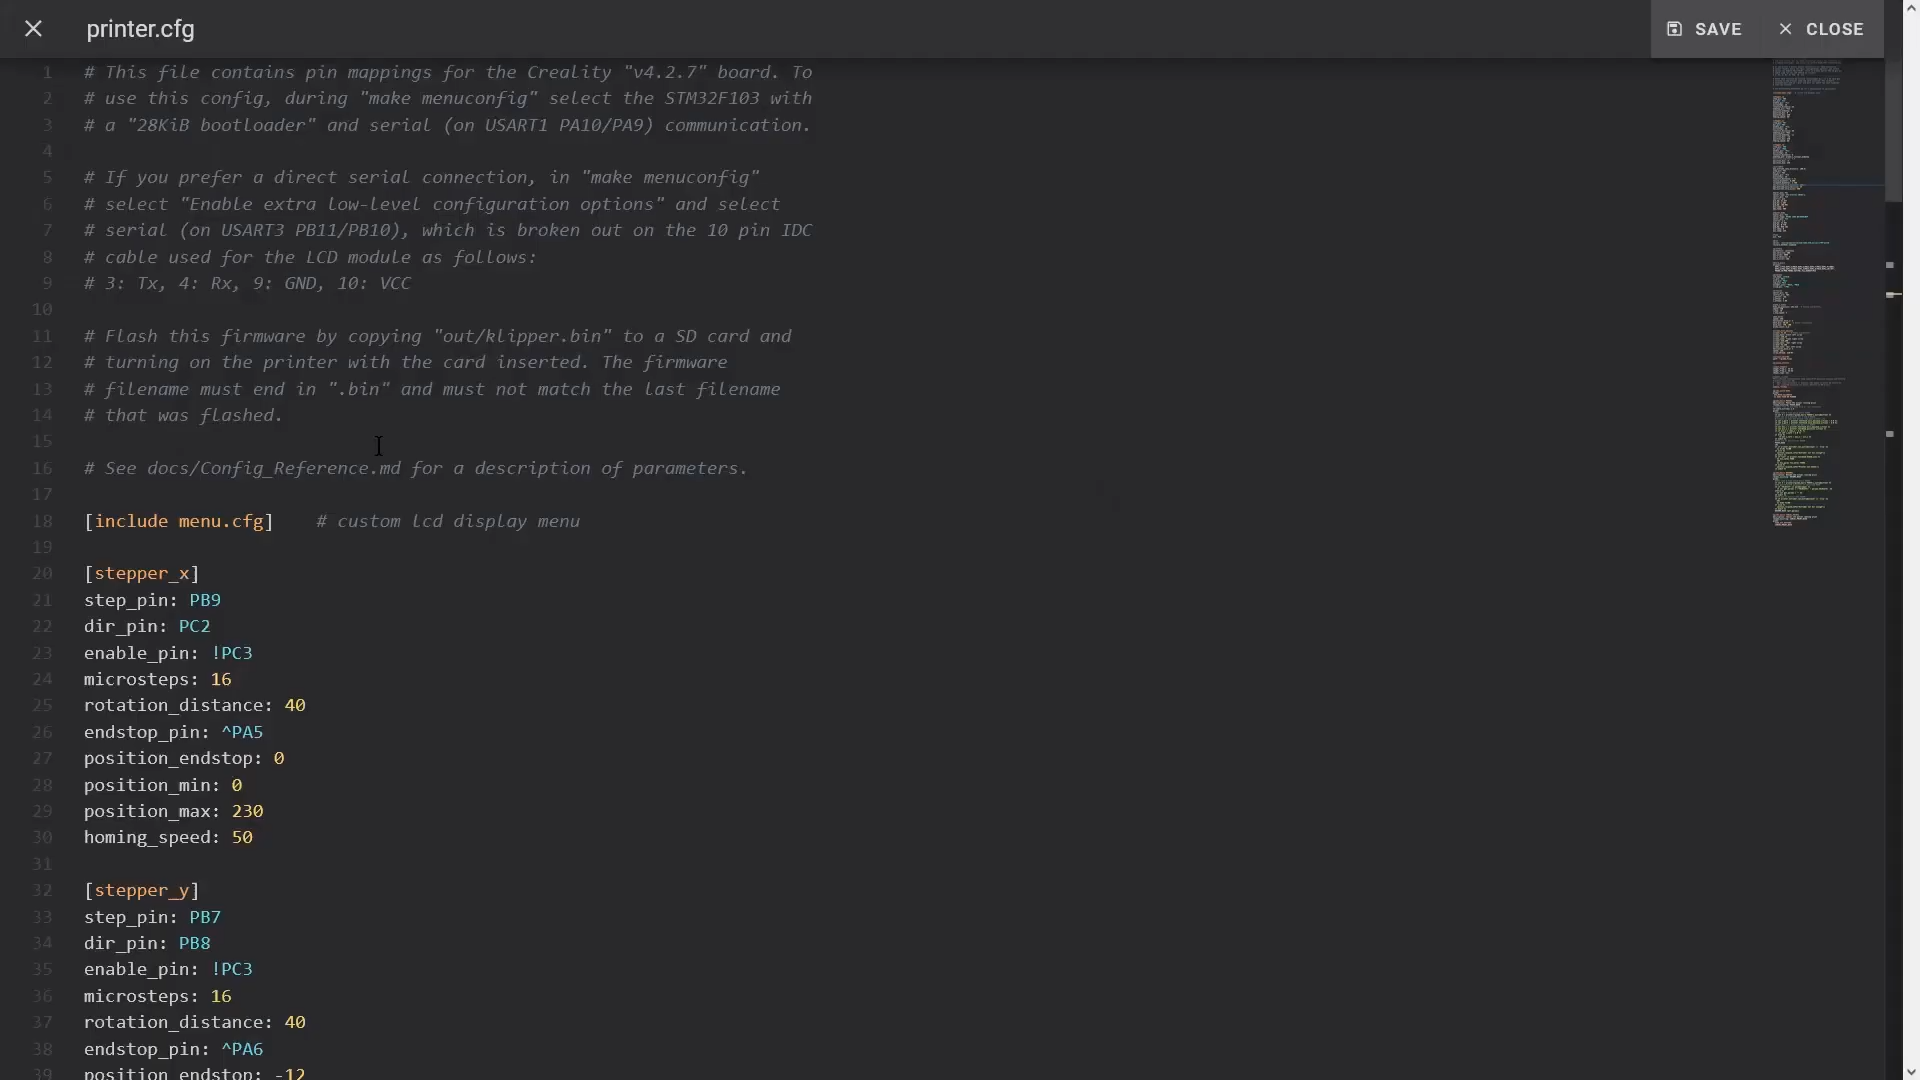 printer.cfg
SAVE
CLOSE
1 # This file contains pin mappings for the Creality "v4.2.7" board. To
2 # use this config, during "make menuconfig" select the STM32F103 with
3 # a "28KiB bootloader" and serial (on USART1 PA10/PA9) communication.
4
5 # If you prefer a direct serial connection, in "make menuconfig"
6 # select "Enable extra low-level configuration options" and select
7 # serial (on USART3 PB11/PB10), which is broken out on the 10 pin IDC
8 # cable used for the LCD module as follows:
9 # 3: Tx, 4: Rx, 9: GND, 10: VCC
10
11 # Flash this firmware by copying "out/klipper.bin" to a SD card and
12 # turning on the printer with the card inserted. The firmware
13 # filename must end in ".bin" and must not match the last filename
14 # that was flashed.
15
16 # See docs/Config_Reference.md for a description of parameters.
17
18 [include menu.cfg]    # custom lcd display menu
19
20 [stepper_x]
21 step_pin: PB9
22 dir_pin: PC2
23 enable_pin: !PC3
24 microsteps: 16
25 rotation_distance: 40
26 endstop_pin: ^PA5
27 position_endstop: 0
28 position_min: 0
29 position_max: 230
30 homing_speed: 50
31
32 [stepper_y]
33 step_pin: PB7
34 dir_pin: PB8
35 enable_pin: !PC3
36 microsteps: 16
37 rotation_distance: 40
38 endstop_pin: ^PA6
39 position_endstop: -12